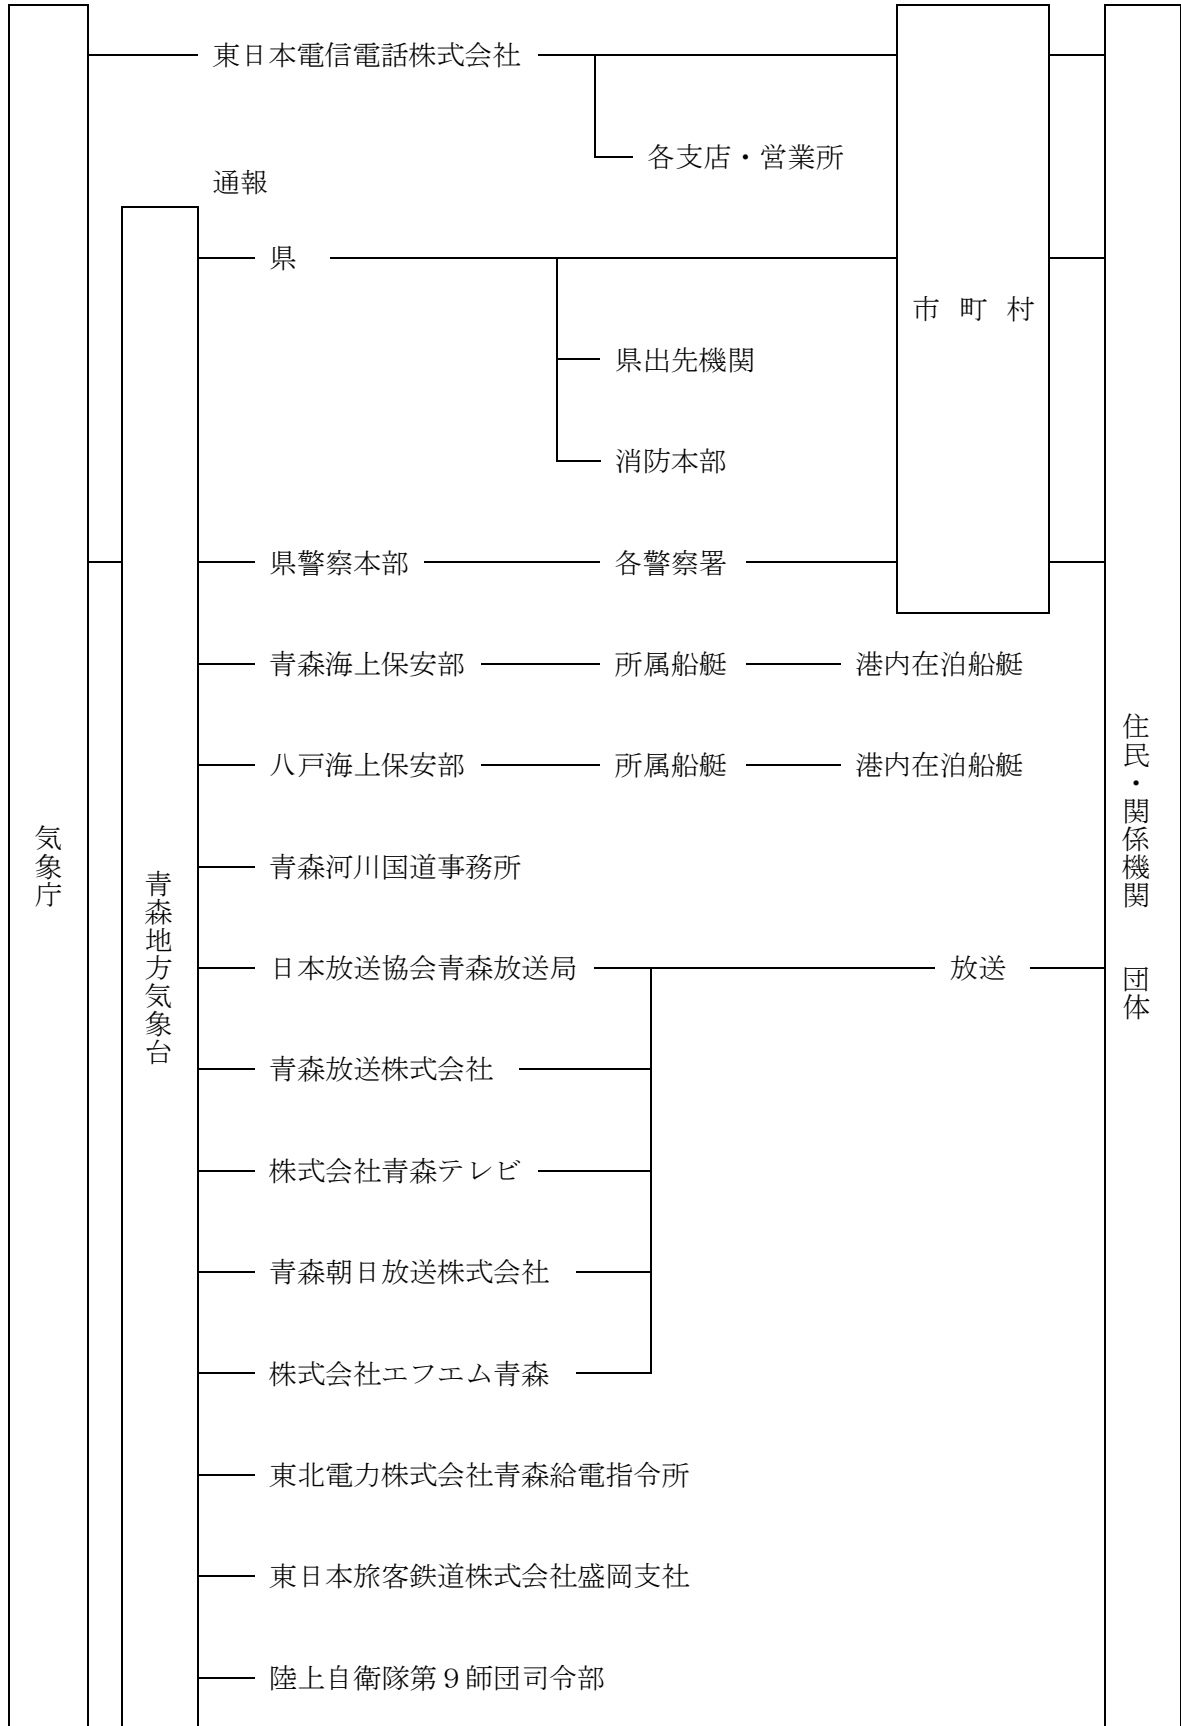 東日本電信電話株式会社
各支店・営業所
通報
県
市町村
県出先機関
消防本部
県警察本部
各警察署
青森海上保安部
所属船艇
港内在泊船艇
八戸海上保安部
所属船艇
港内在泊船艇
気象庁
青森地方気象台
住民・関係機関 団体
青森河川国道事務所
日本放送協会青森放送局
放送
青森放送株式会社
株式会社青森テレビ
青森朝日放送株式会社
株式会社エフエム青森
東北電力株式会社青森給電指令所
東日本旅客鉄道株式会社盛岡支社
陸上自衛隊第９師団司令部